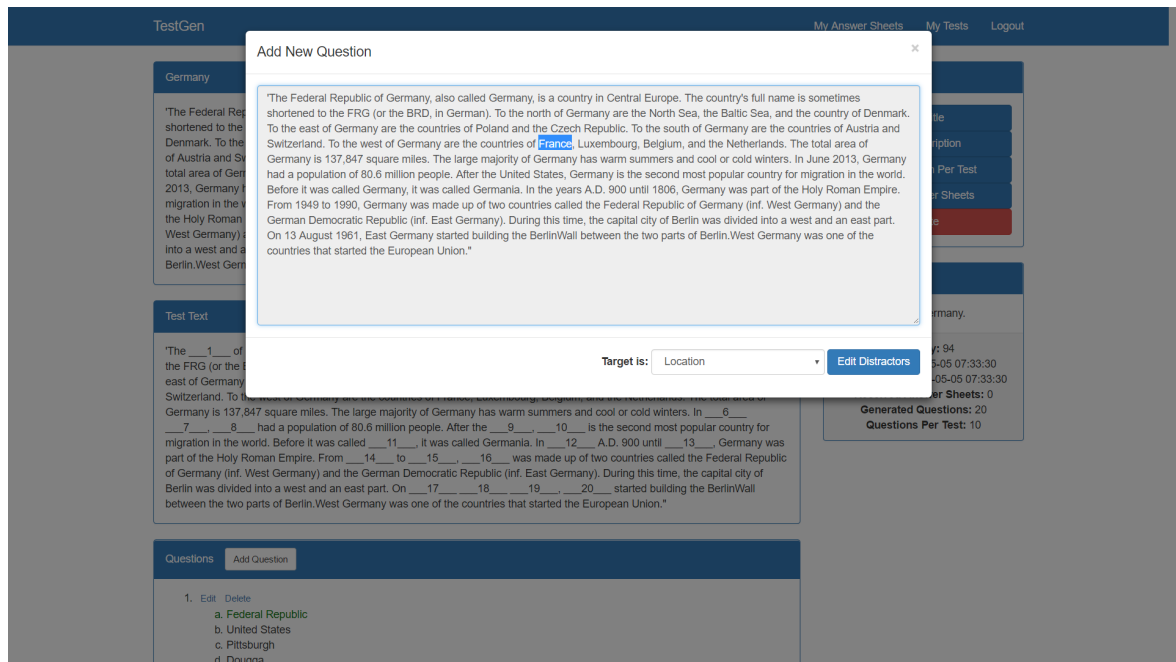 TestGen
My Answer Sheets My Tests Logout
Add New Question ×
'The Federal Republic of Germany, also called Germany, is a country in Central Europe. The country's full name is sometimes
shortened to the FRG (or the BRD, in German). To the north of Germany are the North Sea, the Baltic Sea, and the country of Denmark.
To the east of Germany are the countries of Poland and the Czech Republic. To the south of Germany are the countries of Austria and
Switzerland. To the west of Germany are the countries of France, Luxembourg, Belgium, and the Netherlands. The total area of
Germany is 137,847 square miles. The large majority of Germany has warm summers and cool or cold winters. In June 2013, Germany
had a population of 80.6 million people. After the United States, Germany is the second most popular country for migration in the world.
Before it was called Germany, it was called Germania. In the years A.D. 900 until 1806, Germany was part of the Holy Roman Empire.
From 1949 to 1990, Germany was made up of two countries called the Federal Republic of Germany (inf. West Germany) and the
German Democratic Republic (inf. East Germany). During this time, the capital city of Berlin was divided into a west and an east part.
On 13 August 1961, East Germany started building the BerlinWall between the two parts of Berlin.West Germany was one of the
countries that started the European Union."
Target is: Location Edit Distractors
Germany
'The Federal Rep
shortened to the
Denmark. To the
of Austria and Sw
total area of Germ
2013, Germany h
migration in the w
the Holy Roman
West Germany) a
into a west and a
Berlin.West Germ
Per Test
Sheets
Test Text
'The ___1___ of
the FRG (or the B
east of Germany
Germany is 137,847 square miles. The large majority of Germany has warm summers and cool or cold winters. In ___6___
___7___, ___8___ had a population of 80.6 million people. After the ___9___, ___10___ is the second most popular country for
migration in the world. Before it was called ___11___, it was called Germania. In ___12___ A.D. 900 until ___13___, Germany was
part of the Holy Roman Empire. From ___14___ to ___15___, ___16___ was made up of two countries called the Federal Republic
of Germany (inf. West Germany) and the German Democratic Republic (inf. East Germany). During this time, the capital city of
Berlin was divided into a west and an east part. On ___17___ ___18___ ___19___, ___20___ started building the BerlinWall
between the two parts of Berlin.West Germany was one of the countries that started the European Union."
rmany.
y: 94
5-05 07:33:30
-05-05 07:33:30
er Sheets: 0
Generated Questions: 20
Questions Per Test: 10
Questions Add Question
1. Edit Delete
a. Federal Republic
b. United States
c. Pittsburgh
d. Dougga